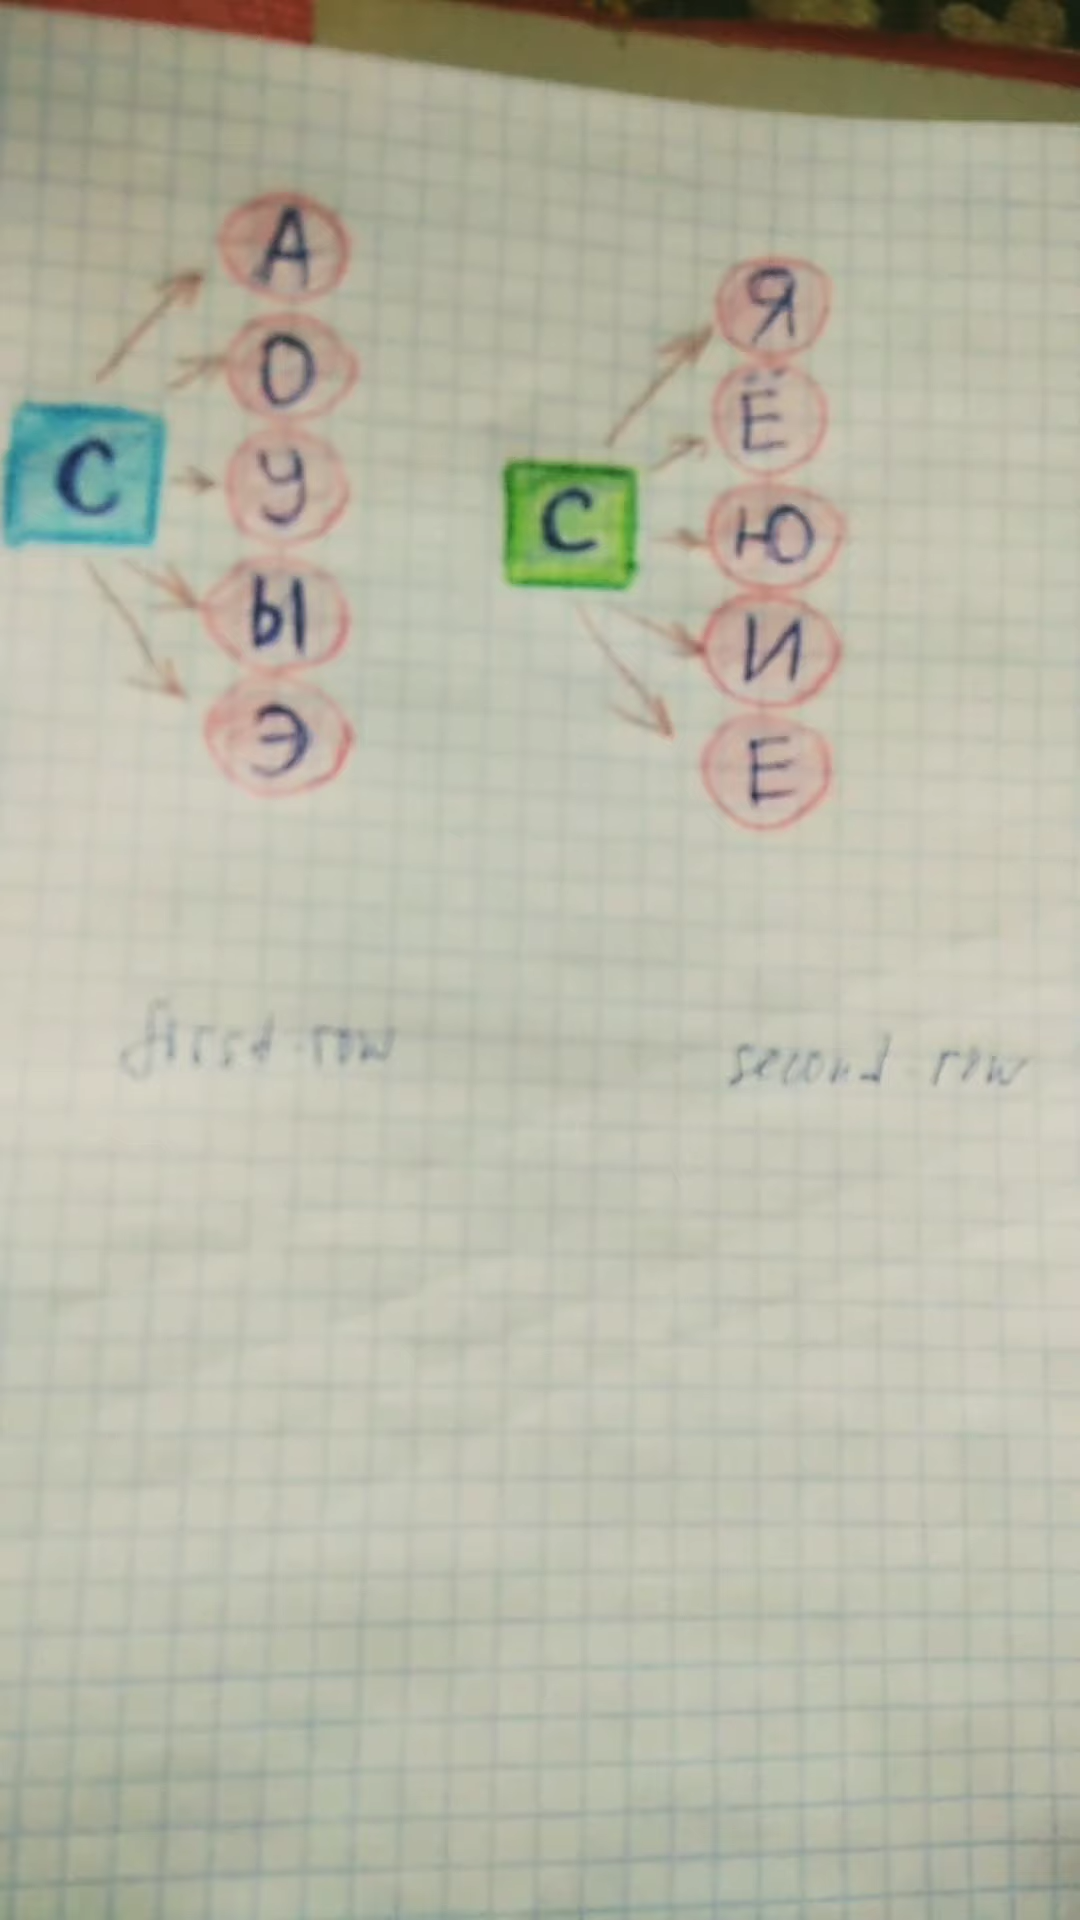 С
А
О
У
Ы
Э
С
Я
Ё
Ю
И
Е
first row
second row